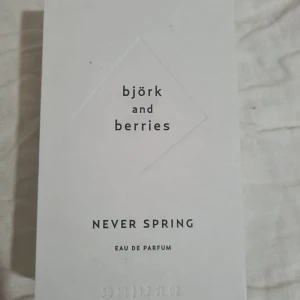 björk
and
berries
NEVER SPRING
EAU DE PARFUM